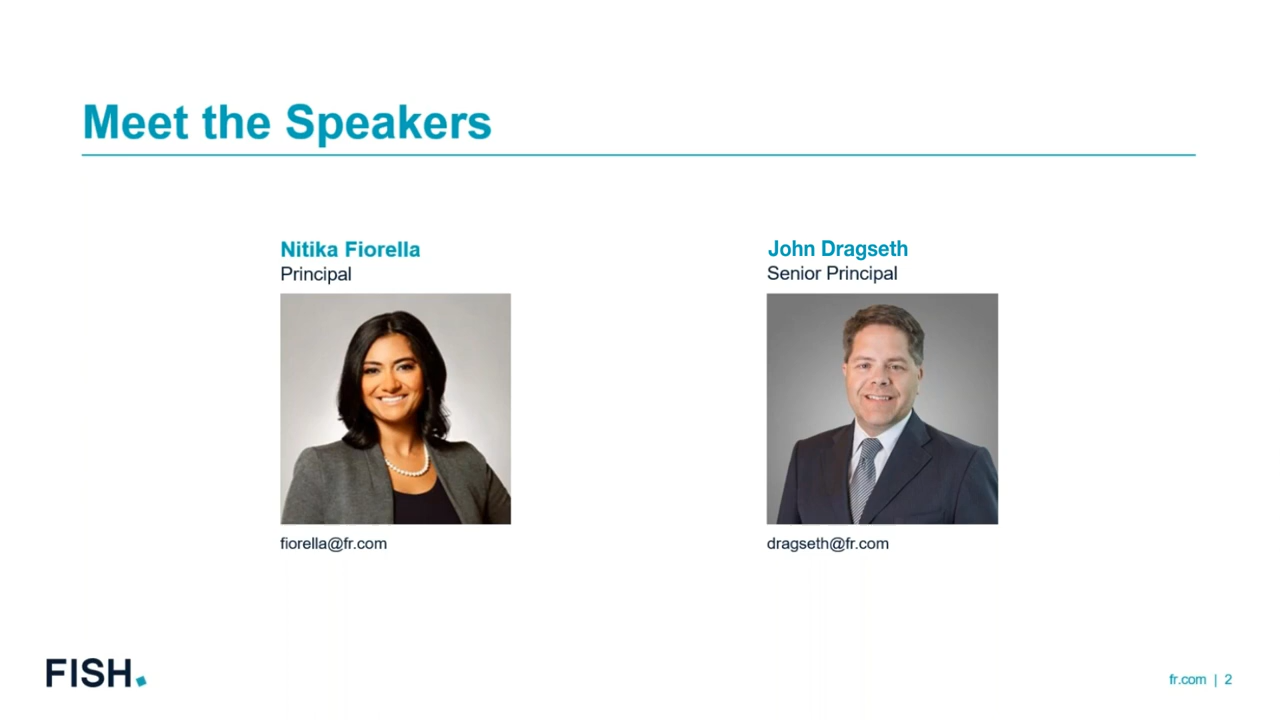 Meet the Speakers
Nitika Fiorella
Principal
fiorella@fr.com
John Dragseth
Senior Principal
dragseth@fr.com
FISH.
fr.com | 2